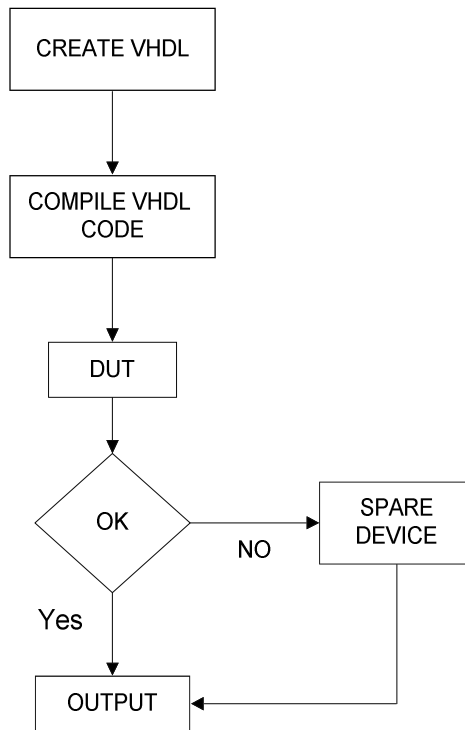 CREATE VHDL
COMPILE VHDL
CODE
DUT
OK
NO
SPARE
DEVICE
Yes
OUTPUT